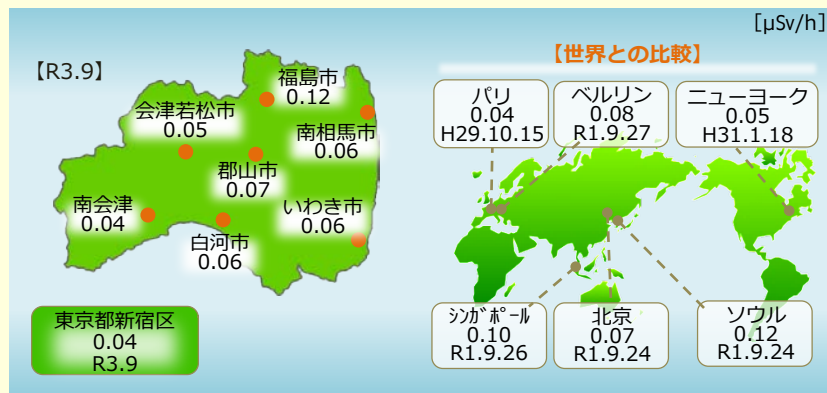 [μSv/h]
【R3.9】
福島市
0.12
会津若松市
0.05
南相馬市
0.06
郡山市
0.07
南会津
0.04
いわき市
0.06
白河市
0.06
東京都新宿区
0.04
R3.9
【世界との比較】
パリ
0.04
H29.10.15
ベルリン
0.08
R1.9.27
ニューヨーク
0.05
H31.1.18
ｼﾝｶﾞﾎﾟｰﾙ
0.10
R1.9.26
北京
0.07
R1.9.24
ソウル
0.12
R1.9.24